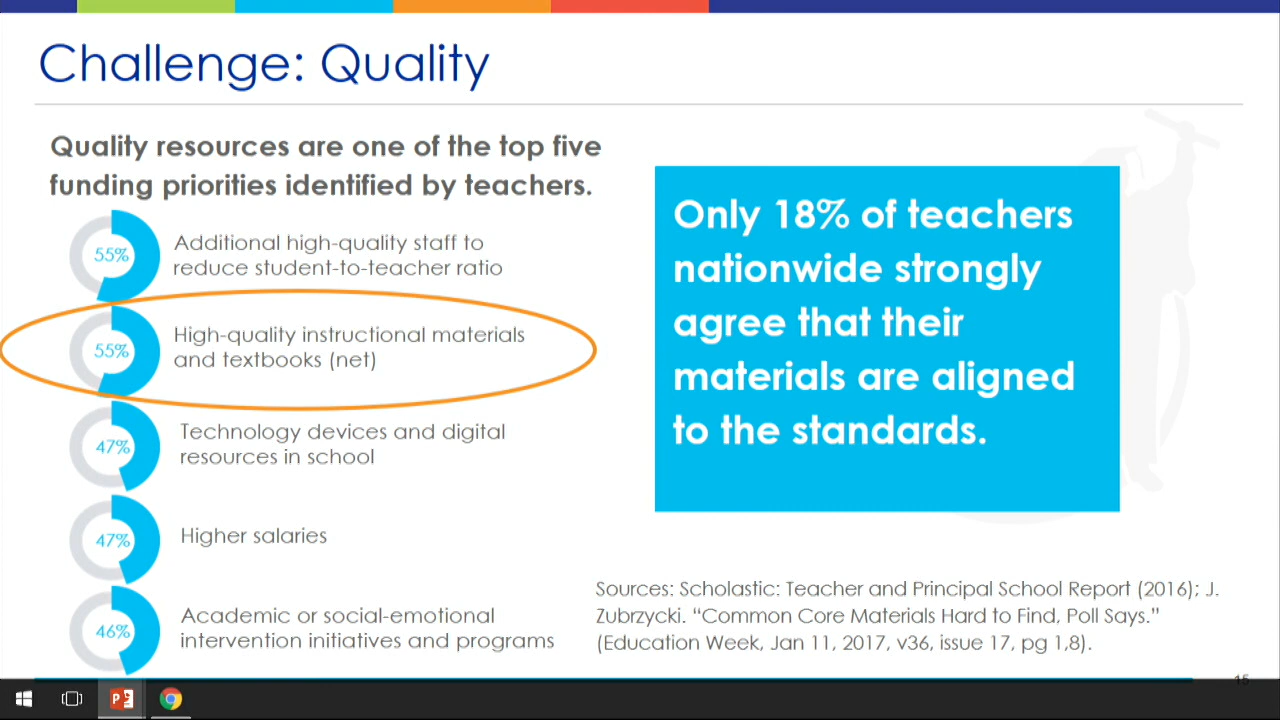 Challenge: Quality
Quality resources are one of the top five
funding priorities identified by teachers.
55%
Additional high-quality staff to
reduce student-to-teacher ratio
55%
High-quality instructional materials
and textbooks (net)
47%
Technology devices and digital
resources in school
47%
Higher salaries
46%
Academic or social-emotional
intervention initiatives and programs
Only 18% of teachers
nationwide strongly
agree that their
materials are aligned
to the standards.
Sources: Scholastic: Teacher and Principal School Report (2016); J.
Zubrzycki. “Common Core Materials Hard to Find, Poll Says.”
(Education Week, Jan 11, 2017, v36, issue 17, pg 1,8).
15